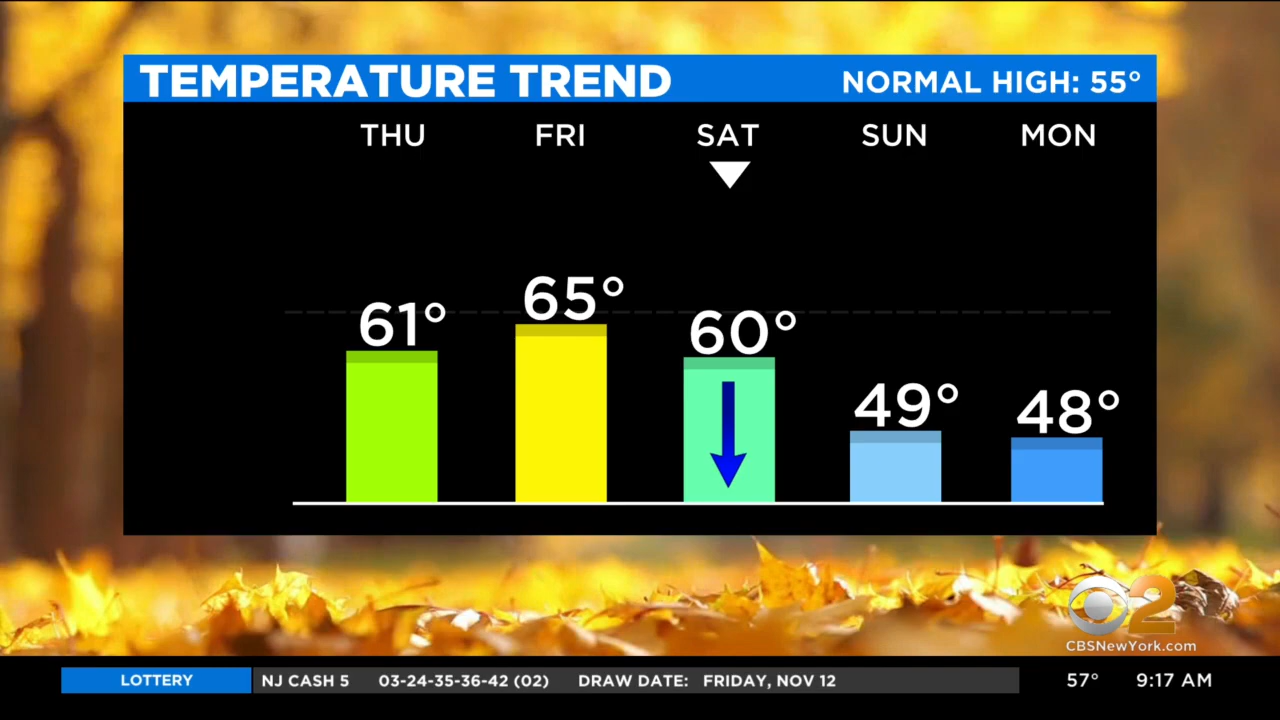 TEMPERATURE TREND
NORMAL HIGH: 55°
THU FRI SAT SUN MON
61° 65° 60° 49° 48°
2
CBSNewYork.com
LOTTERY NJ CASH 5 03-24-35-36-42 (02) DRAW DATE: FRIDAY, NOV 12 57° 9:17 AM